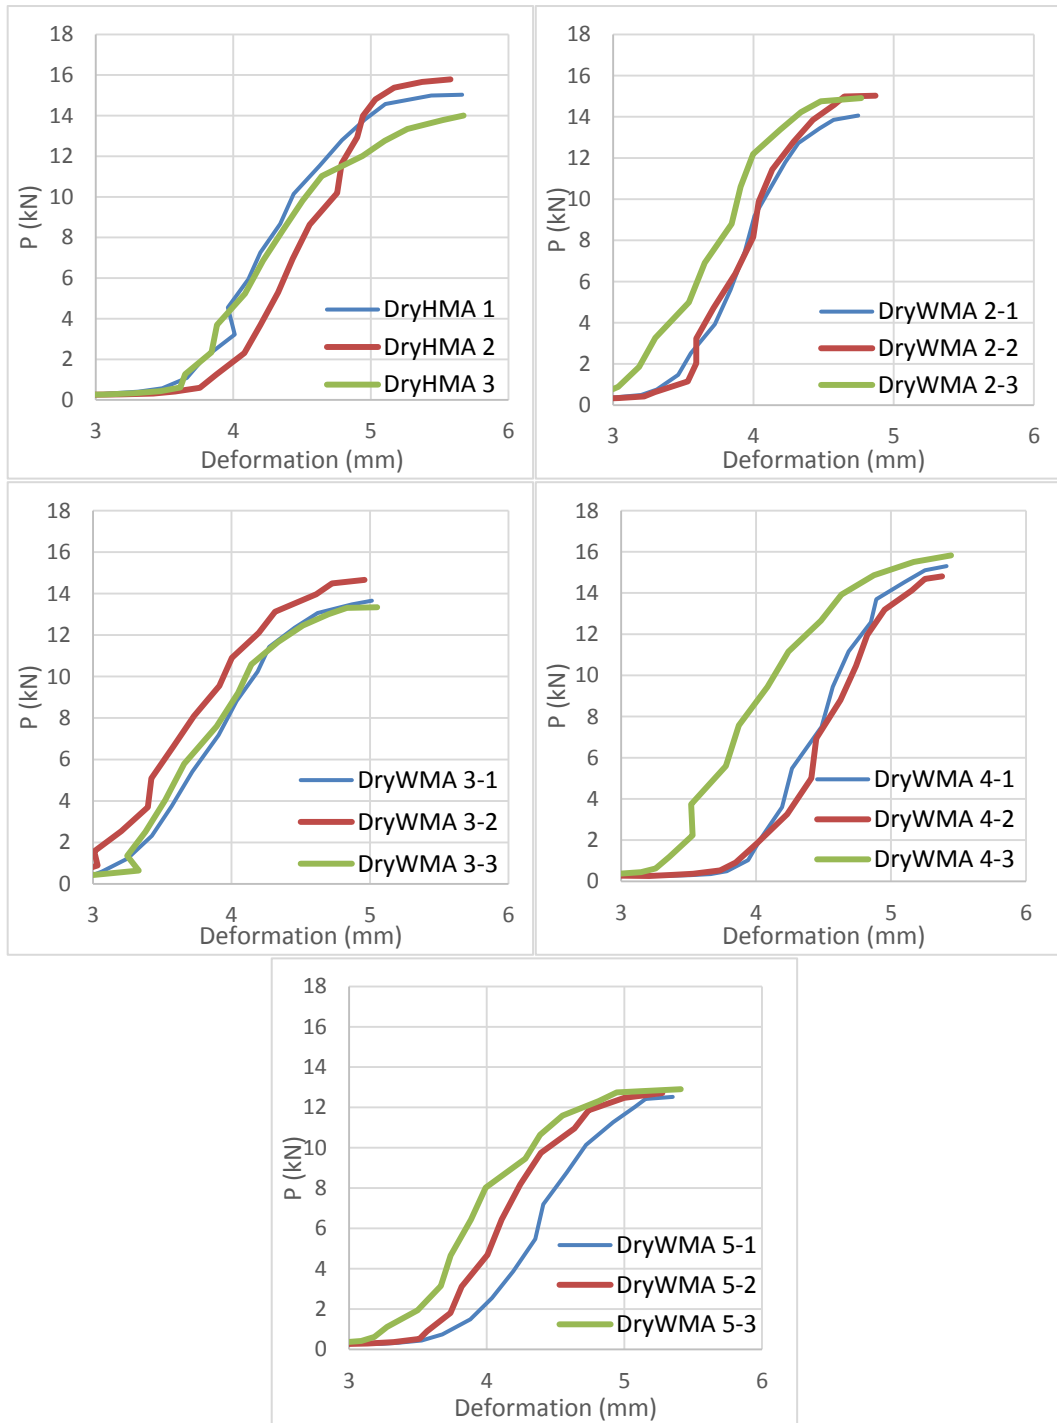 18
16
14
12
10
8
6
4
2
0
P (kN)
DryHMA 1
DryHMA 2
DryHMA 3
3 4 5 6
Deformation (mm)
18
16
14
12
10
8
6
4
2
0
P (kN)
DryWMA 2-1
DryWMA 2-2
DryWMA 2-3
3 4 5 6
Deformation (mm)
18
16
14
12
10
8
6
4
2
0
P (kN)
DryWMA 3-1
DryWMA 3-2
DryWMA 3-3
3 4 5 6
Deformation (mm)
18
16
14
12
10
8
6
4
2
0
P (kN)
DryWMA 4-1
DryWMA 4-2
DryWMA 4-3
3 4 5 6
Deformation (mm)
18
16
14
12
10
8
6
4
2
0
P (kN)
DryWMA 5-1
DryWMA 5-2
DryWMA 5-3
3 4 5 6
Deformation (mm)